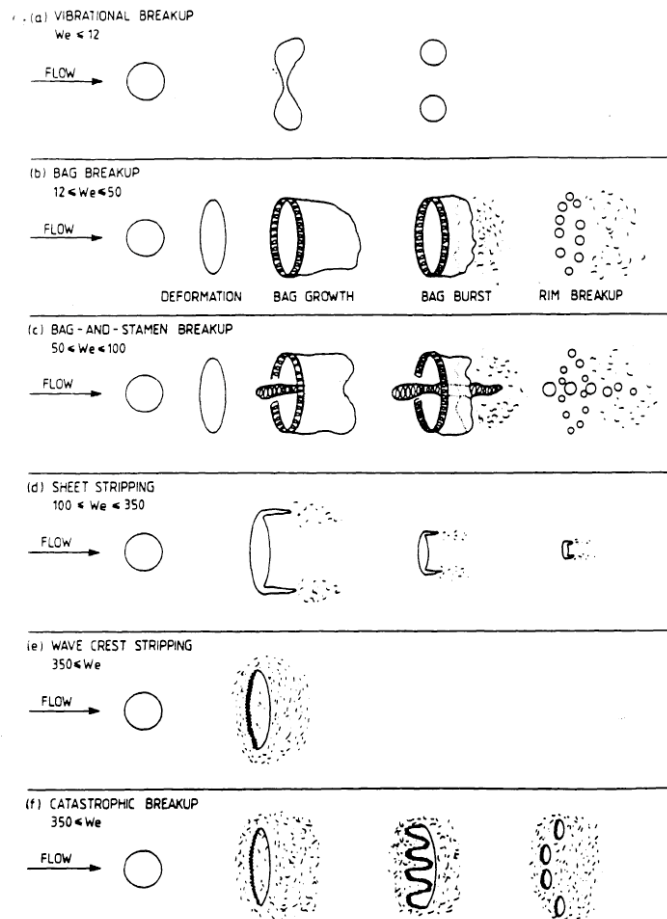 (a) VIBRATIONAL BREAKUP
We ≤ 12
FLOW
(b) BAG BREAKUP
12 ≤ We ≤ 50
FLOW
DEFORMATION BAG GROWTH BAG BURST RIM BREAKUP
(c) BAG-AND-STAMEN BREAKUP
50 ≤ We ≤ 100
FLOW
(d) SHEET STRIPPING
100 ≤ We ≤ 350
FLOW
(e) WAVE CREST STRIPPING
350 ≤ We
FLOW
(f) CATASTROPHIC BREAKUP
350 ≤ We
FLOW